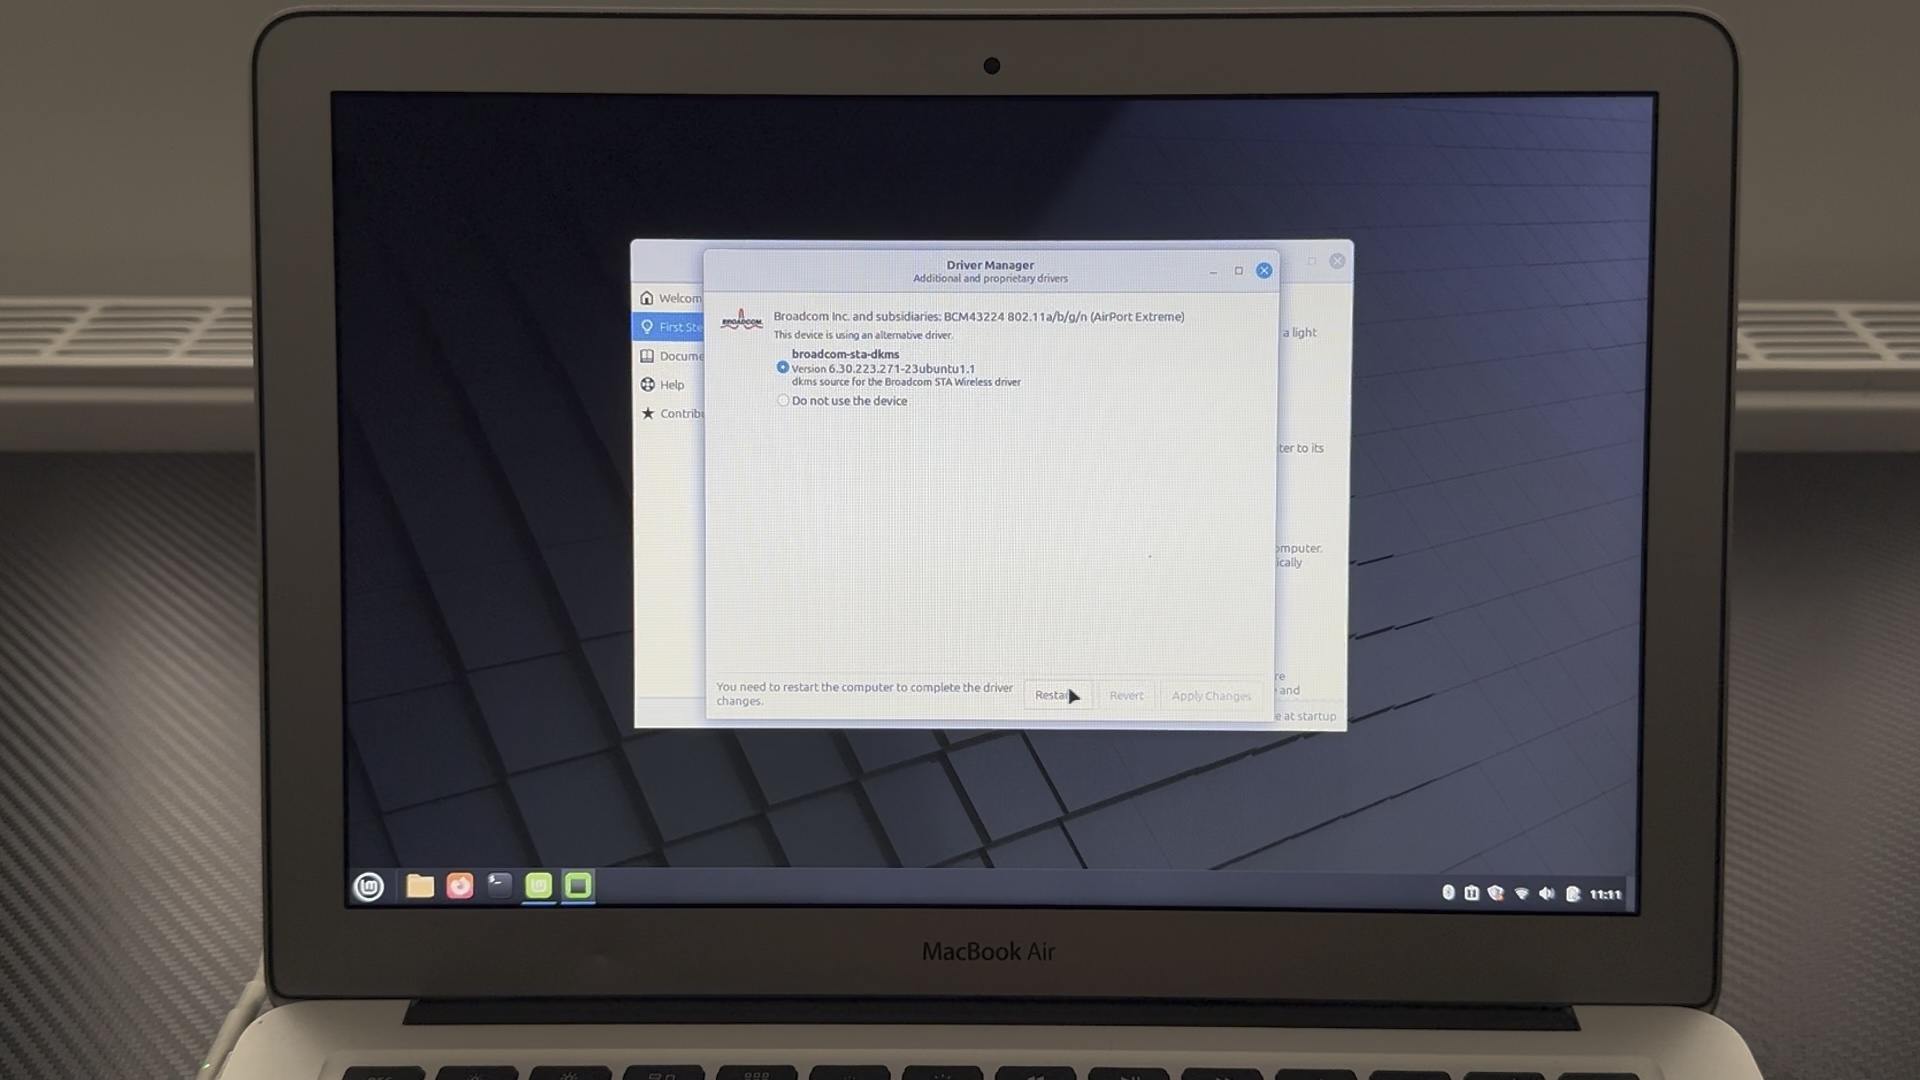 Driver Manager
Additional and proprietary drivers
Welcom
First Ste
Docume
Help
Contribu
BROADCOM
Broadcom Inc. and subsidiaries: BCM43224 802.11a/b/g/n (AirPort Extreme)
This device is using an alternative driver.
broadcom-sta-dkms
Version 6.30.223.271-23ubuntu1.1
dkms source for the Broadcom STA Wireless driver
Do not use the device
a light
ter to its
omputer.
ically
re
and
e at startup
You need to restart the computer to complete the driver
changes.
Resta
Revert
Apply Changes
11:11
MacBook Air